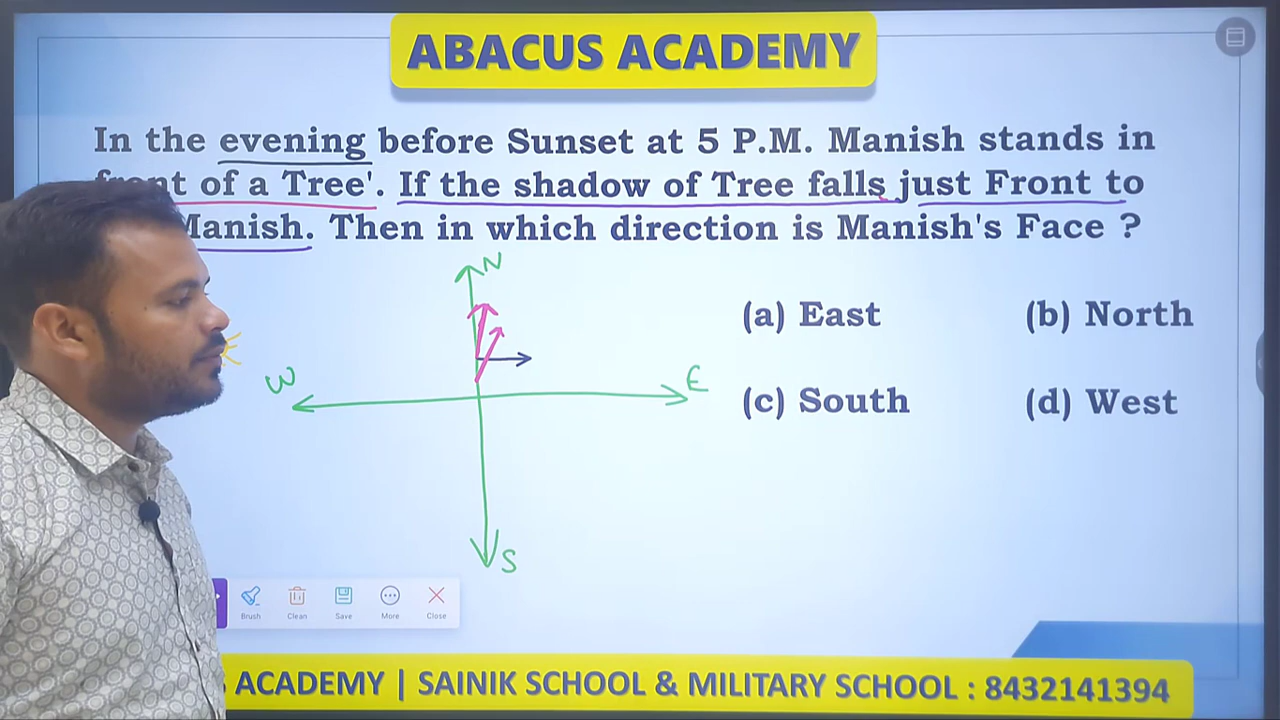 ABACUS ACADEMY
In the evening before Sunset at 5 P.M. Manish stands in
of a Tree'. If the shadow of Tree falls just Front to
Manish. Then in which direction is Manish's Face ?
N
(a) East (b) North
W E
(c) South (d) West
S
Brush Clean Save More Close
ACADEMY | SAINIK SCHOOL & MILITARY SCHOOL : 8432141394